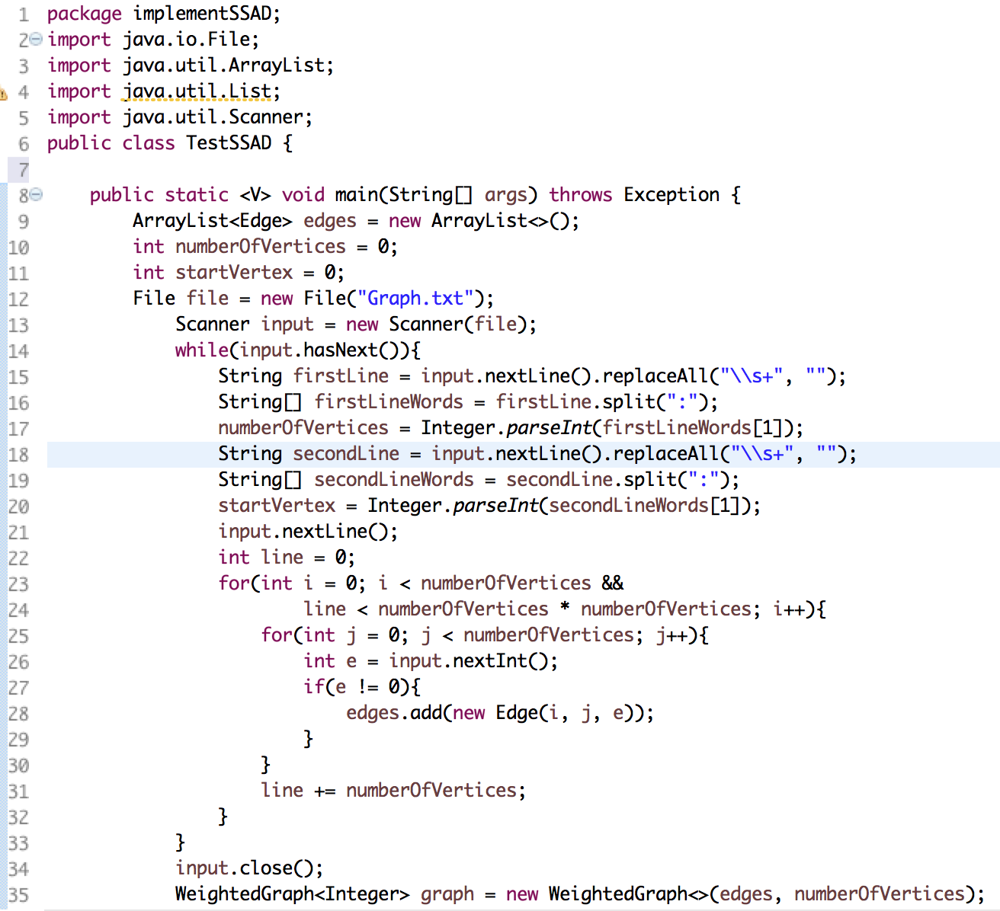 1 package implementSSAD;
2 import java.io.File;
3 import java.util.ArrayList;
4 import java.util.List;
5 import java.util.Scanner;
6 public class TestSSAD {
7
8     public static <V> void main(String[] args) throws Exception {
9         ArrayList<Edge> edges = new ArrayList<>();
10         int numberOfVertices = 0;
11         int startVertex = 0;
12         File file = new File("Graph.txt");
13             Scanner input = new Scanner(file);
14             while(input.hasNext()){
15                 String firstLine = input.nextLine().replaceAll("\\s+", "");
16                 String[] firstLineWords = firstLine.split(":");
17                 numberOfVertices = Integer.parseInt(firstLineWords[1]);
18                 String secondLine = input.nextLine().replaceAll("\\s+", "");
19                 String[] secondLineWords = secondLine.split(":");
20                 startVertex = Integer.parseInt(secondLineWords[1]);
21                 input.nextLine();
22                 int line = 0;
23                 for(int i = 0; i < numberOfVertices &&
24                         line < numberOfVertices * numberOfVertices; i++){
25                     for(int j = 0; j < numberOfVertices; j++){
26                         int e = input.nextInt();
27                         if(e != 0){
28                             edges.add(new Edge(i, j, e));
29                         }
30                     }
31                     line += numberOfVertices;
32                 }
33             }
34             input.close();
35             WeightedGraph<Integer> graph = new WeightedGraph<>(edges, numberOfVertices);